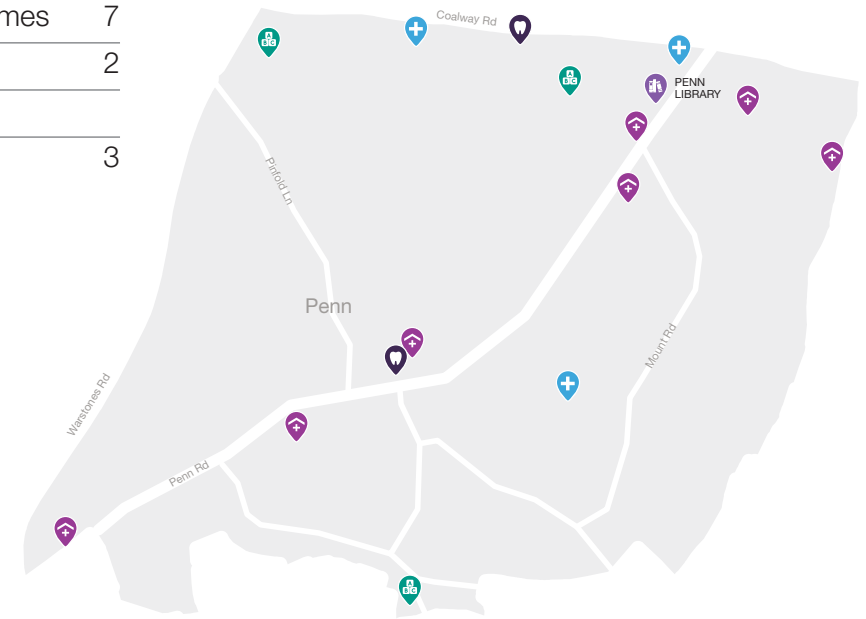 mes 7
2
3
Coalway Rd
PENN
LIBRARY
Pinfold Ln
Penn
Mount Rd
Warstones Rd
Penn Rd
A
B C
A
B C
A
B C